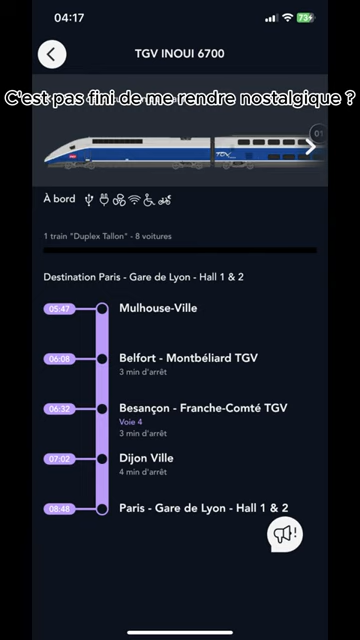 04:17
73
TGV INOUI 6700
C'est pas fini de me rendre nostalgique ?
01
TGV
À bord
1 train "Duplex Tallon" - 8 voitures
Destination Paris - Gare de Lyon - Hall 1 & 2
05:47 Mulhouse-Ville
06:08 Belfort - Montbéliard TGV
3 min d'arrêt
06:32 Besançon - Franche-Comté TGV
Voie 4
3 min d'arrêt
07:02 Dijon Ville
4 min d'arrêt
08:48 Paris - Gare de Lyon - Hall 1 & 2